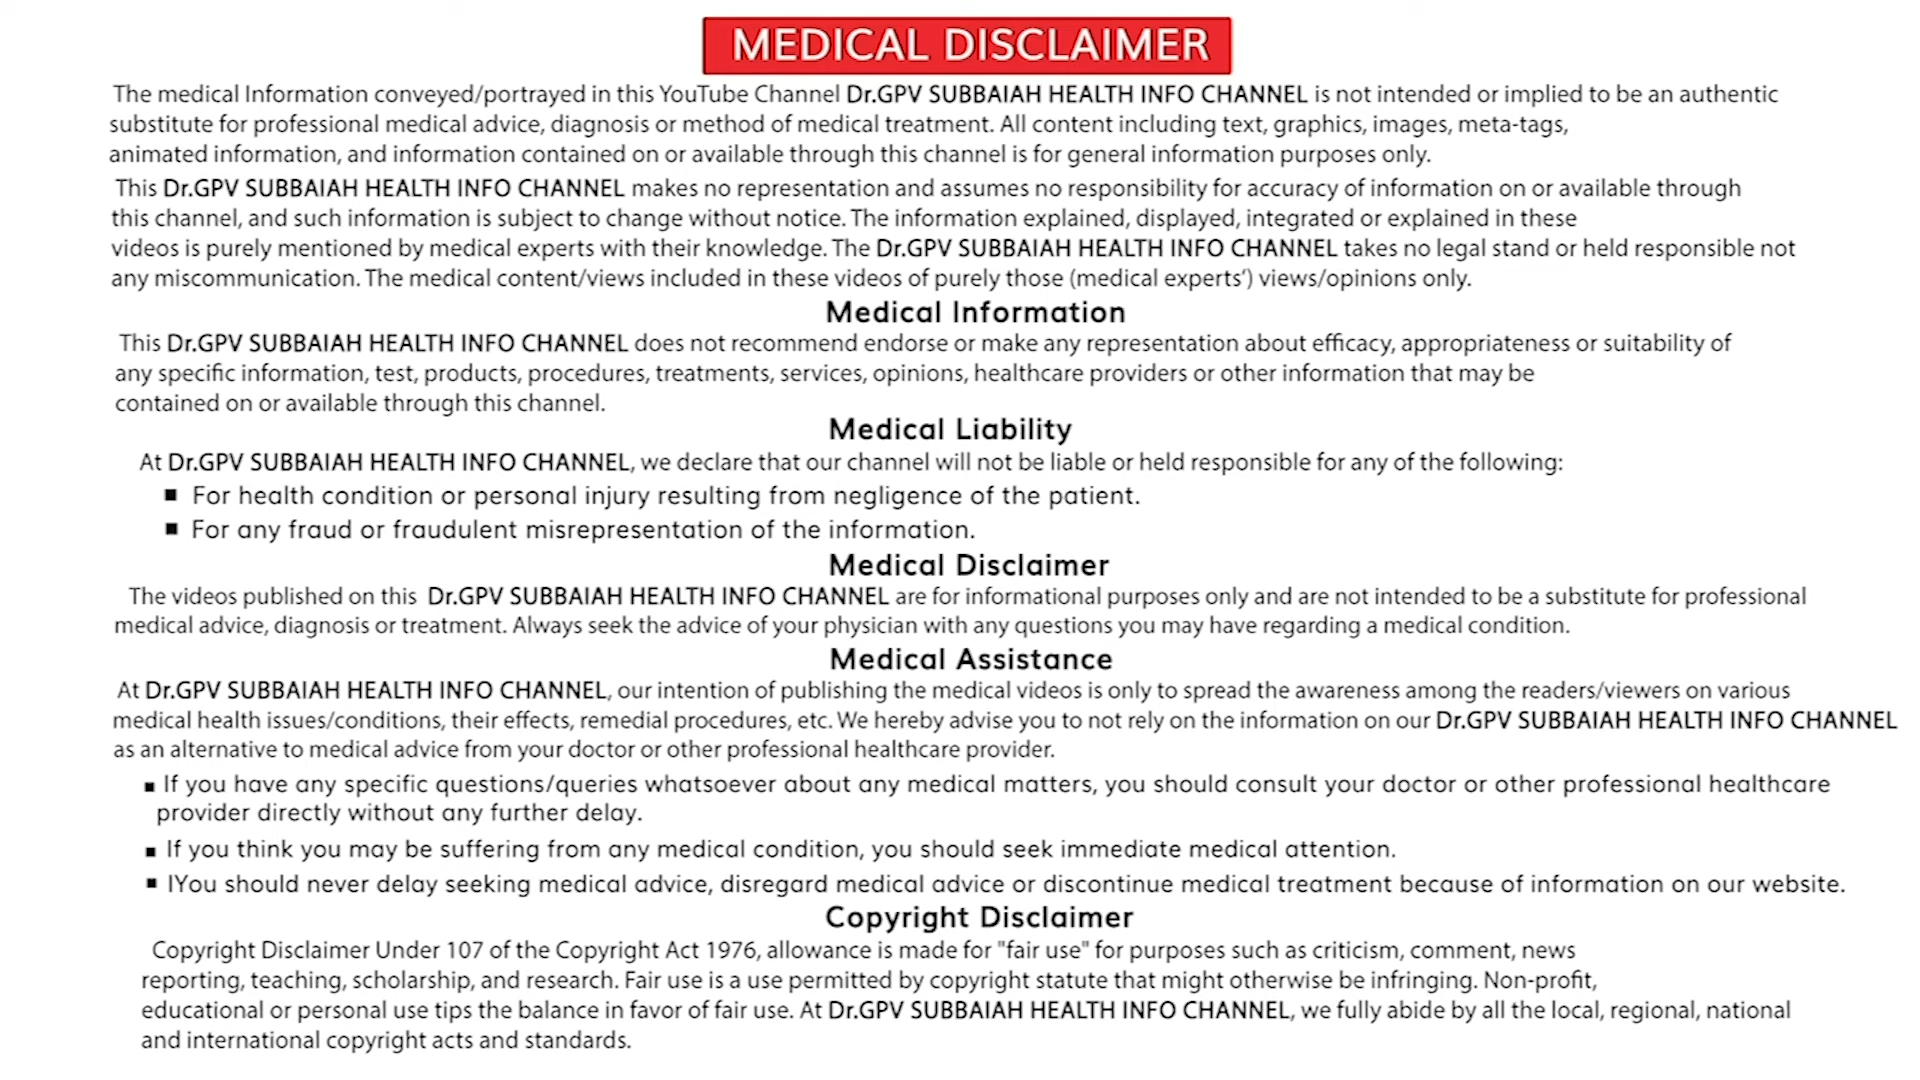 MEDICAL DISCLAIMER
The medical Information conveyed/portrayed in this YouTube Channel Dr.GPV SUBBAIAH HEALTH INFO CHANNEL is not intended or implied to be an authentic
substitute for professional medical advice, diagnosis or method of medical treatment. All content including text, graphics, images, meta-tags,
animated information, and information contained on or available through this channel is for general information purposes only.
This Dr.GPV SUBBAIAH HEALTH INFO CHANNEL makes no representation and assumes no responsibility for accuracy of information on or available through
this channel, and such information is subject to change without notice. The information explained, displayed, integrated or explained in these
videos is purely mentioned by medical experts with their knowledge. The Dr.GPV SUBBAIAH HEALTH INFO CHANNEL takes no legal stand or held responsible not
any miscommunication. The medical content/views included in these videos of purely those (medical experts’) views/opinions only.
Medical Information
This Dr.GPV SUBBAIAH HEALTH INFO CHANNEL does not recommend endorse or make any representation about efficacy, appropriateness or suitability of
any specific information, test, products, procedures, treatments, services, opinions, healthcare providers or other information that may be
contained on or available through this channel.
Medical Liability
At Dr.GPV SUBBAIAH HEALTH INFO CHANNEL, we declare that our channel will not be liable or held responsible for any of the following:
▪ For health condition or personal injury resulting from negligence of the patient.
▪ For any fraud or fraudulent misrepresentation of the information.
Medical Disclaimer
The videos published on this Dr.GPV SUBBAIAH HEALTH INFO CHANNEL are for informational purposes only and are not intended to be a substitute for professional
medical advice, diagnosis or treatment. Always seek the advice of your physician with any questions you may have regarding a medical condition.
Medical Assistance
At Dr.GPV SUBBAIAH HEALTH INFO CHANNEL, our intention of publishing the medical videos is only to spread the awareness among the readers/viewers on various
medical health issues/conditions, their effects, remedial procedures, etc. We hereby advise you to not rely on the information on our Dr.GPV SUBBAIAH HEALTH INFO CHANNEL
as an alternative to medical advice from your doctor or other professional healthcare provider.
▪ If you have any specific questions/queries whatsoever about any medical matters, you should consult your doctor or other professional healthcare
provider directly without any further delay.
▪ If you think you may be suffering from any medical condition, you should seek immediate medical attention.
▪ IYou should never delay seeking medical advice, disregard medical advice or discontinue medical treatment because of information on our website.
Copyright Disclaimer
Copyright Disclaimer Under 107 of the Copyright Act 1976, allowance is made for "fair use" for purposes such as criticism, comment, news
reporting, teaching, scholarship, and research. Fair use is a use permitted by copyright statute that might otherwise be infringing. Non-profit,
educational or personal use tips the balance in favor of fair use. At Dr.GPV SUBBAIAH HEALTH INFO CHANNEL, we fully abide by all the local, regional, national
and international copyright acts and standards.